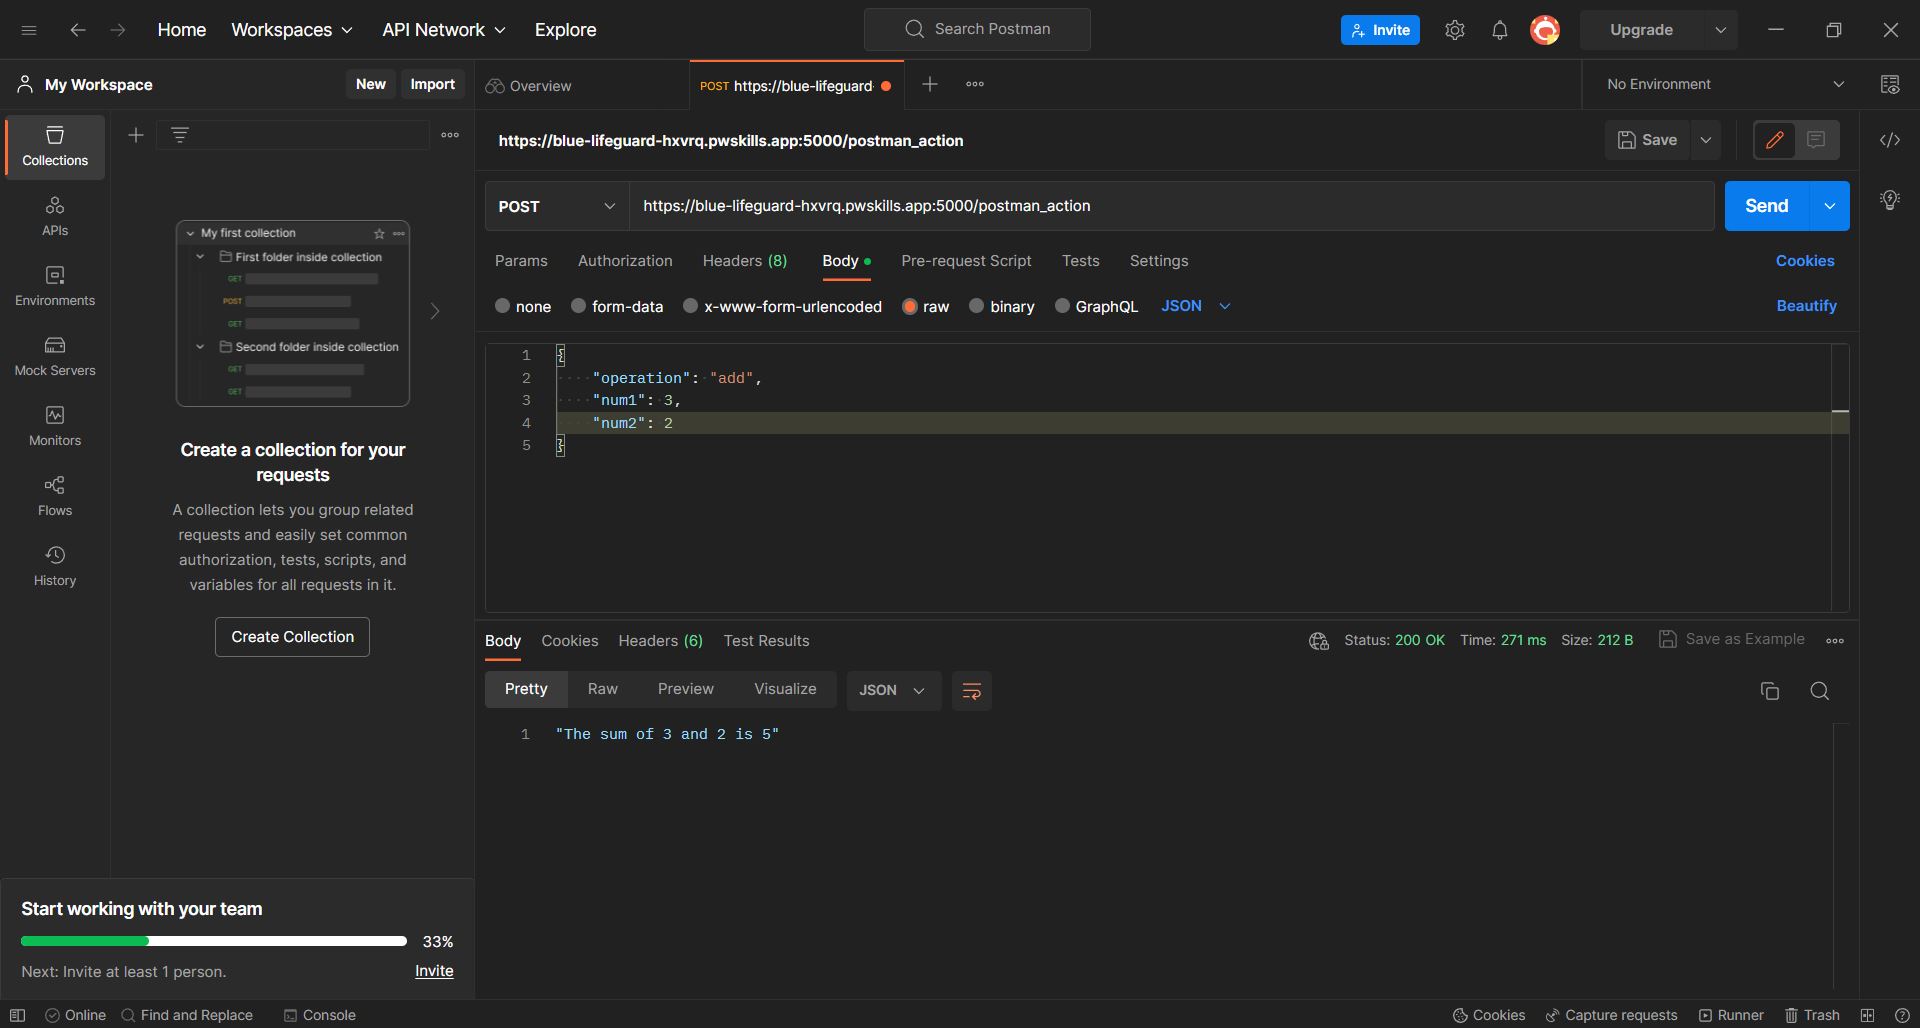 Home Workspaces API Network Explore Search Postman Invite Upgrade
My Workspace New Import Overview POST https://blue-lifeguard- No Environment
Collections
APIs
Environments
Mock Servers
Monitors
Flows
History
My first collection
First folder inside collection
GET
POST
GET
Second folder inside collection
GET
GET
Create a collection for your
requests
A collection lets you group related
requests and easily set common
authorization, tests, scripts, and
variables for all requests in it.
Create Collection
Start working with your team
33%
Next: Invite at least 1 person. Invite
https://blue-lifeguard-hxvrq.pwskills.app:5000/postman_action Save
POST https://blue-lifeguard-hxvrq.pwskills.app:5000/postman_action Send
Params Authorization Headers (8) Body Pre-request Script Tests Settings Cookies
none form-data x-www-form-urlencoded raw binary GraphQL JSON Beautify
1 {
2 "operation": "add",
3 "num1": 3,
4 "num2": 2
5 }
Body Cookies Headers (6) Test Results Status: 200 OK Time: 271 ms Size: 212 B Save as Example
Pretty Raw Preview Visualize JSON
1 "The sum of 3 and 2 is 5"
Online Find and Replace Console Cookies Capture requests Runner Trash